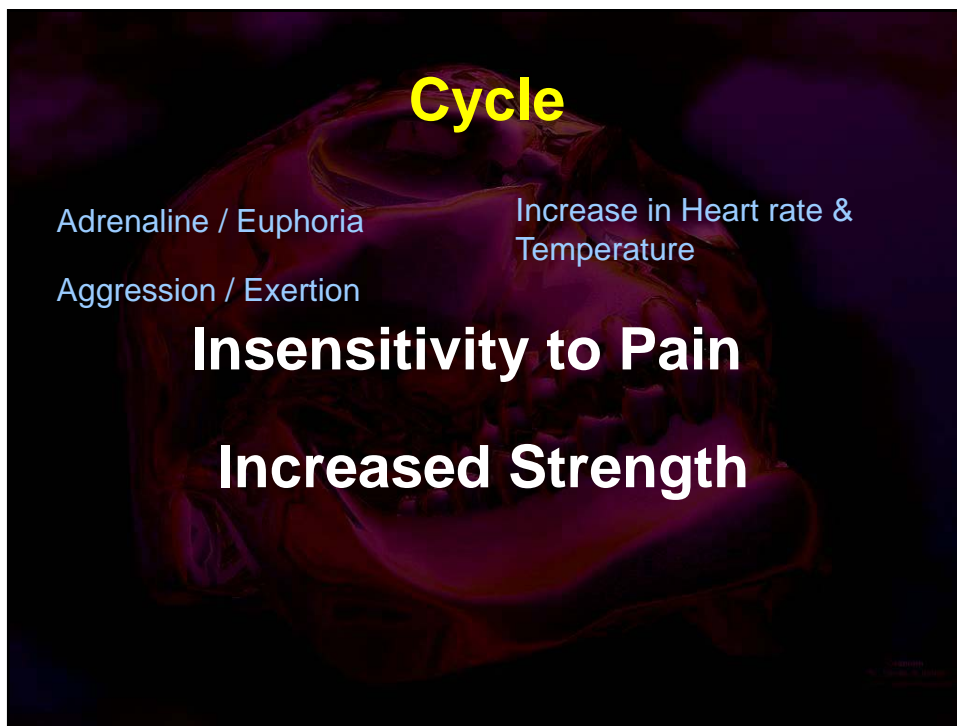 Cycle
Adrenaline / Euphoria
Increase in Heart rate &
Temperature
Aggression / Exertion
Insensitivity to Pain
Increased Strength